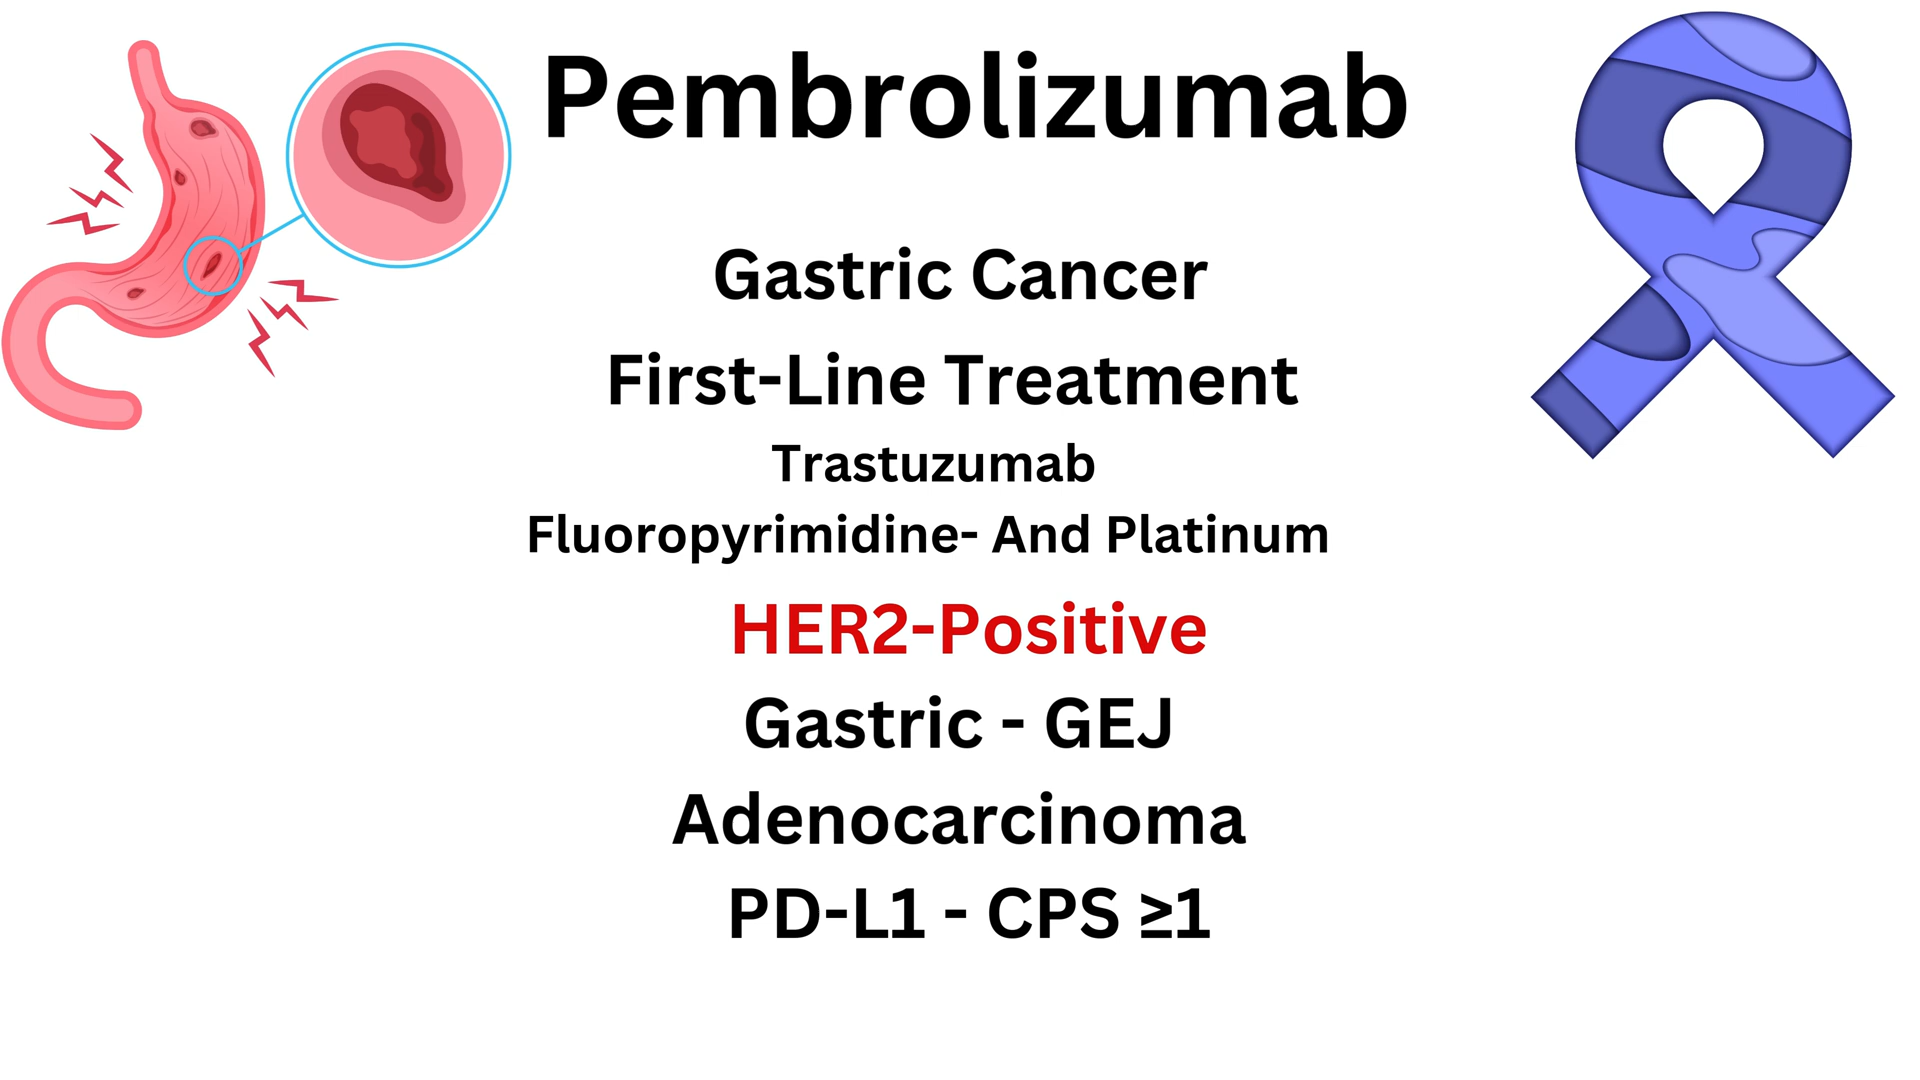 Pembrolizumab
Gastric Cancer
First-Line Treatment
Trastuzumab
Fluoropyrimidine- And Platinum
HER2-Positive
Gastric - GEJ
Adenocarcinoma
PD-L1 - CPS ≥1